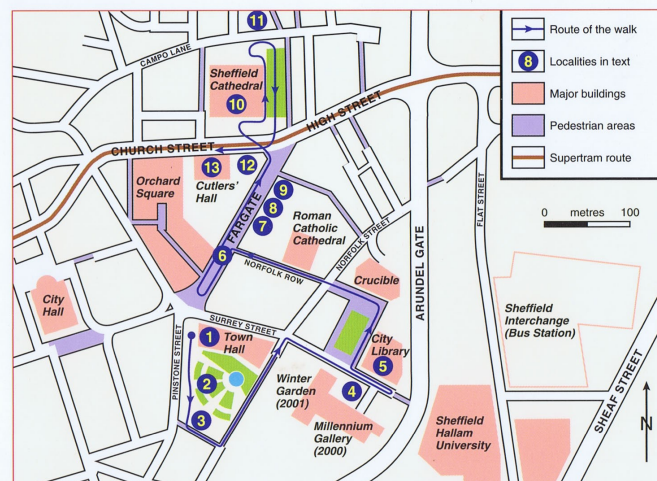 11
CAMPO LANE
Sheffield
Cathedral
10
HIGH STREET
CHURCH STREET
13
12
Cutlers'
Hall
Orchard
Square
FARGATE
9
8
7
6
Roman
Catholic
Cathedral
NORFOLK STREET
NORFOLK ROW
Crucible
ARUNDEL GATE
FLAT STREET
City
Hall
SURREY STREET
PINSTONE STREET
1
Town
Hall
2
3
City
Library
5
4
Winter
Garden
(2001)
Millennium
Gallery
(2000)
Sheffield
Hallam
University
Sheffield
Interchange
(Bus Station)
SHEAF STREET
N
0 metres 100
Route of the walk
8 Localities in text
Major buildings
Pedestrian areas
Supertram route